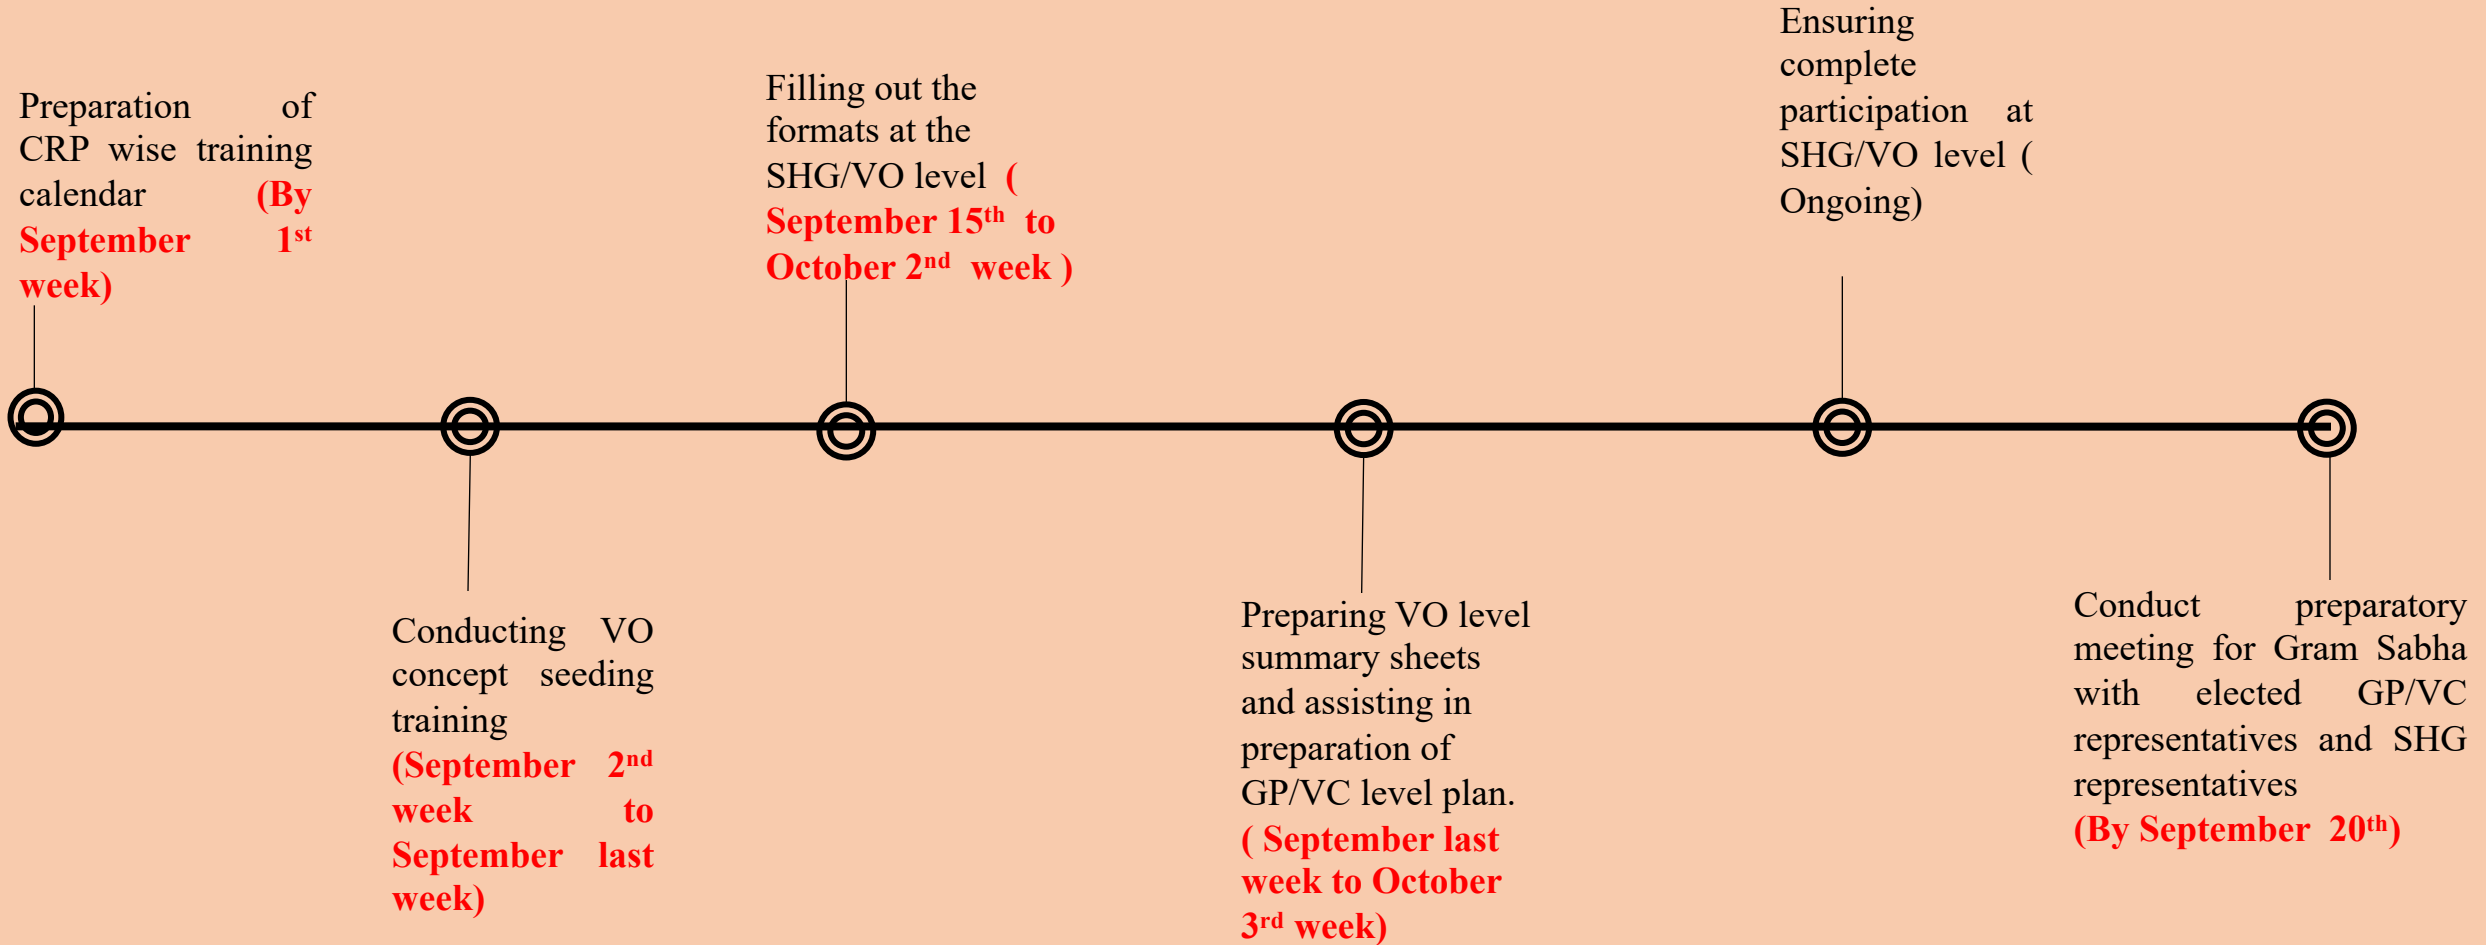 Preparation of
CRP wise training
calendar (By
September 1st
week)
Conducting VO
concept seeding
training
(September 2nd
week to
September last
week)
Filling out the
formats at the
SHG/VO level (
September 15th to
October 2nd week )
Preparing VO level
summary sheets
and assisting in
preparation of
GP/VC level plan.
( September last
week to October
3rd week)
Ensuring
complete
participation at
SHG/VO level (
Ongoing)
Conduct preparatory
meeting for Gram Sabha
with elected GP/VC
representatives and SHG
representatives
(By September 20th)